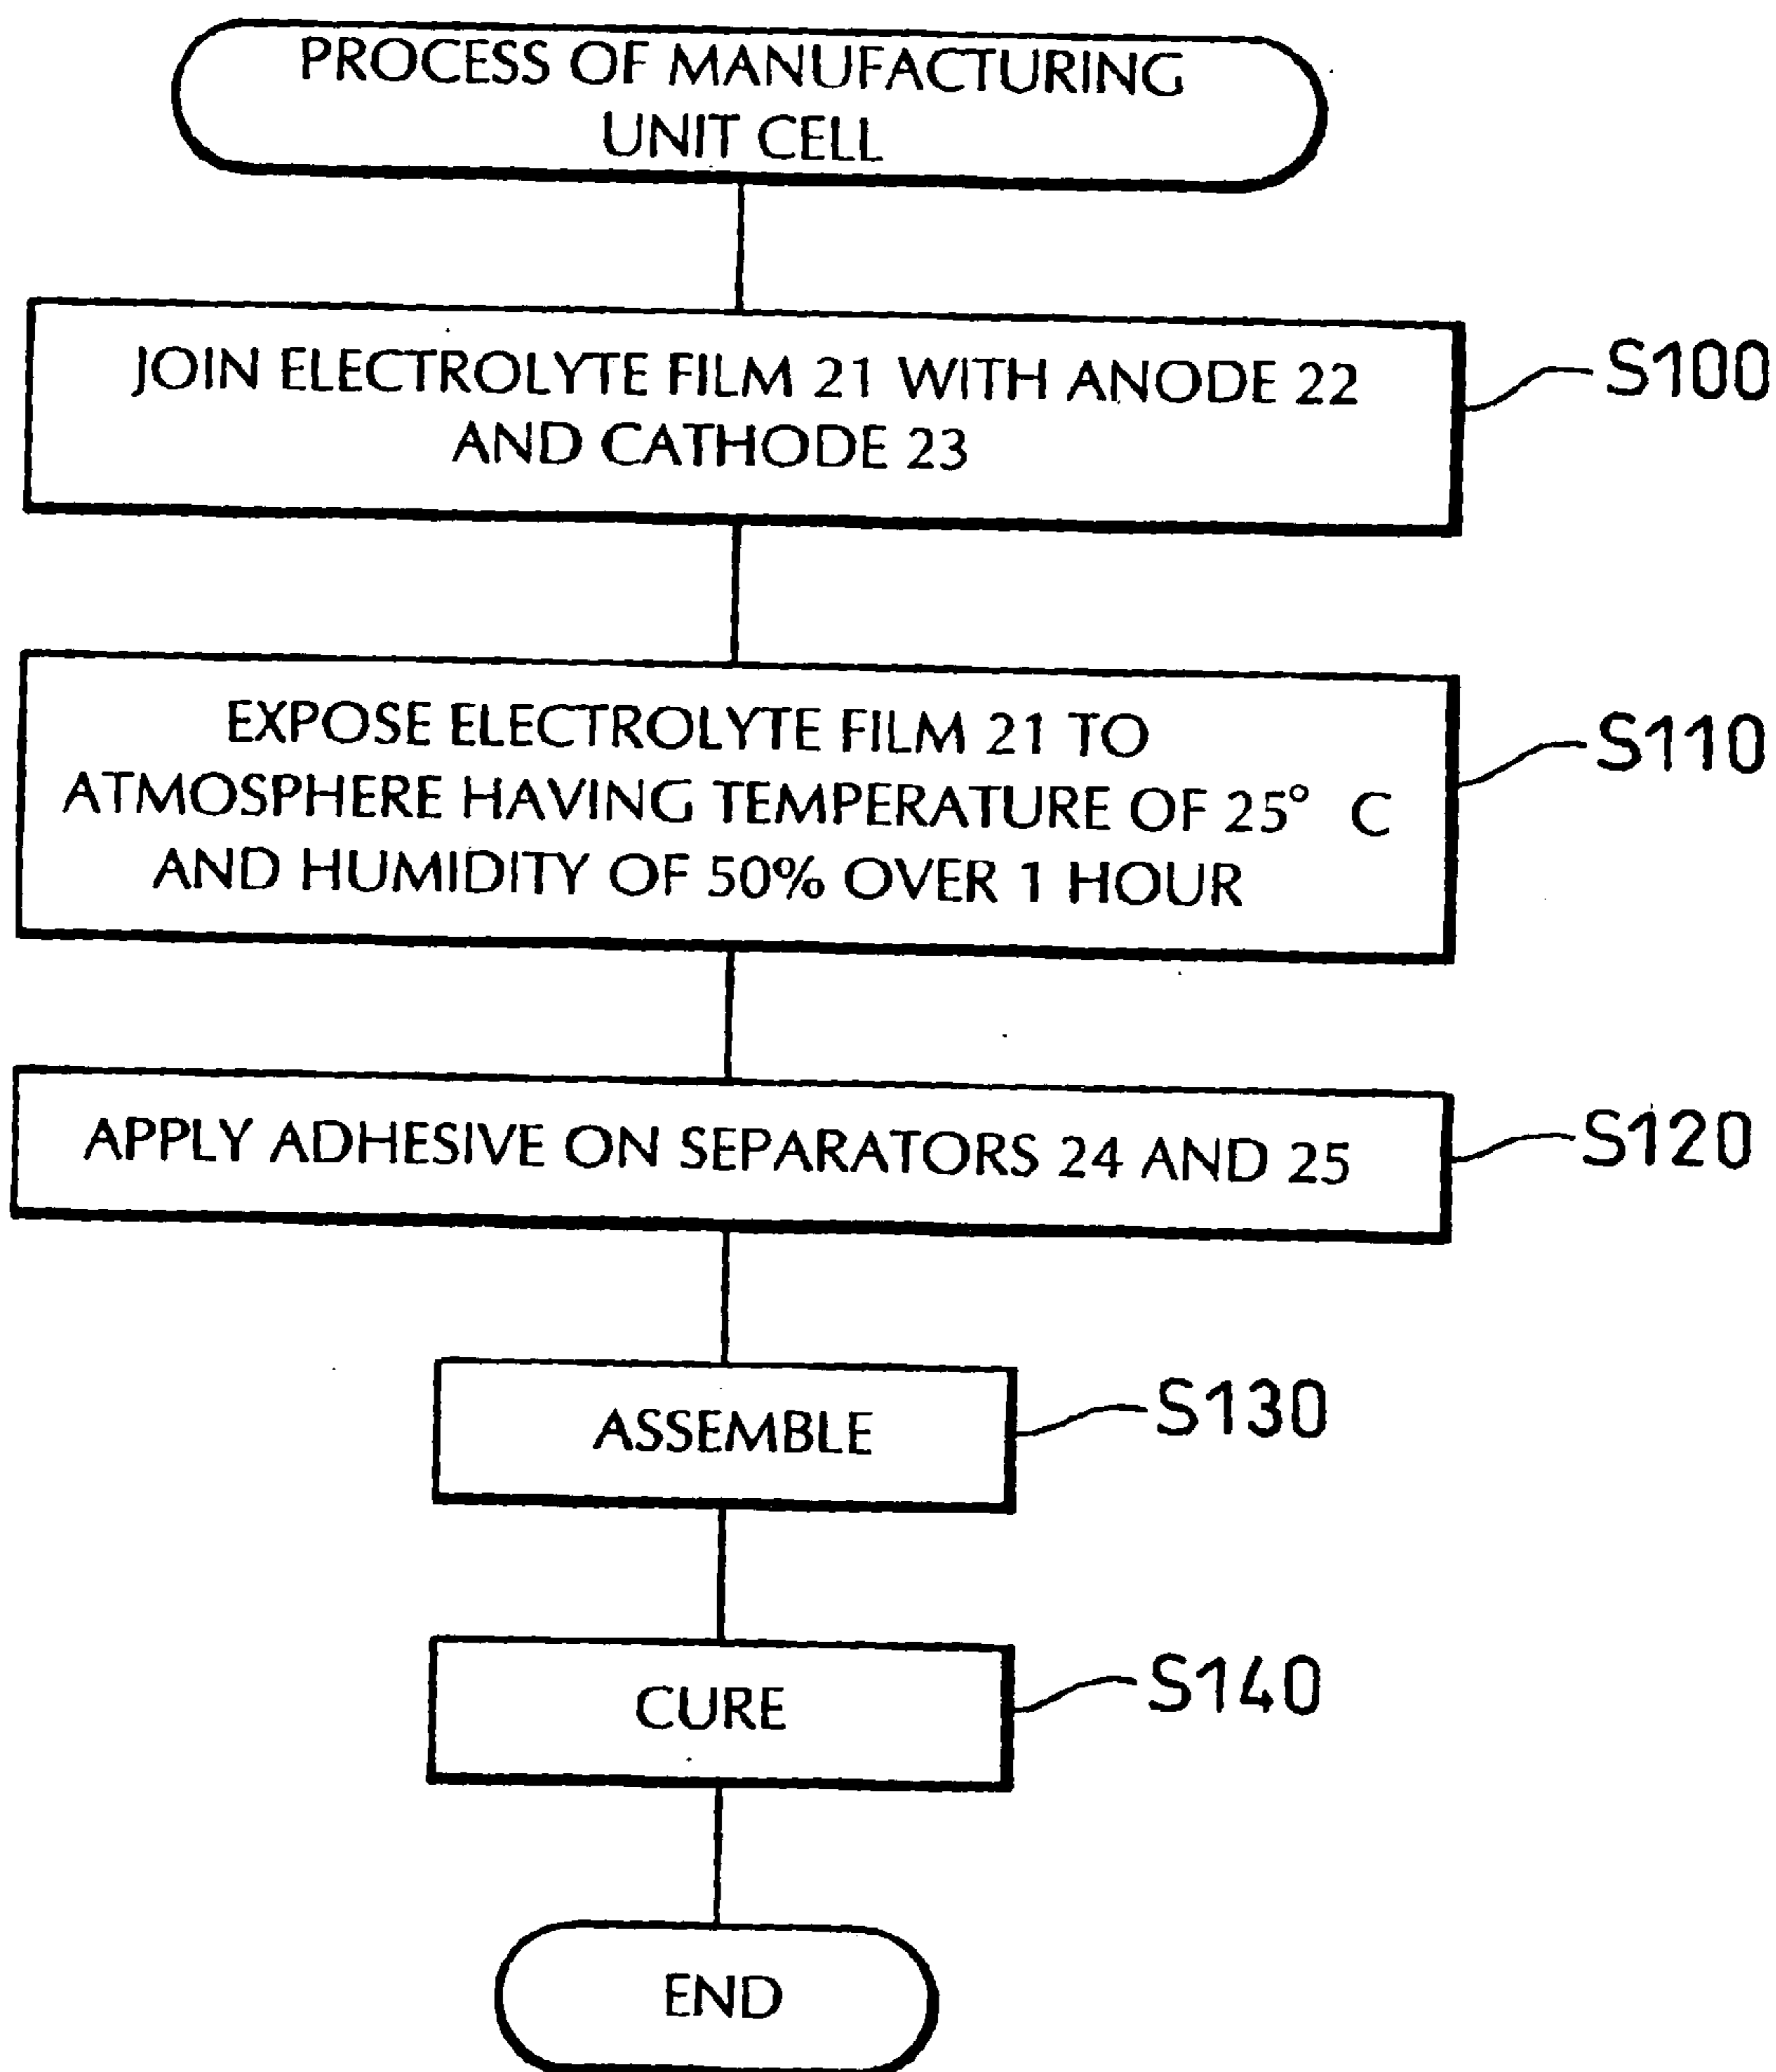 PROCESS OF MANUFACTURING
UNIT CELL
JOIN ELECTROLYTE FILM 21 WITH ANODE 22
AND CATHODE 23
S100
EXPOSE ELECTROLYTE FILM 21 TO
ATMOSPHERE HAVING TEMPERATURE OF 25° C
AND HUMIDITY OF 50% OVER 1 HOUR
S110
APPLY ADHESIVE ON SEPARATORS 24 AND 25
S120
ASSEMBLE
S130
CURE
S140
END